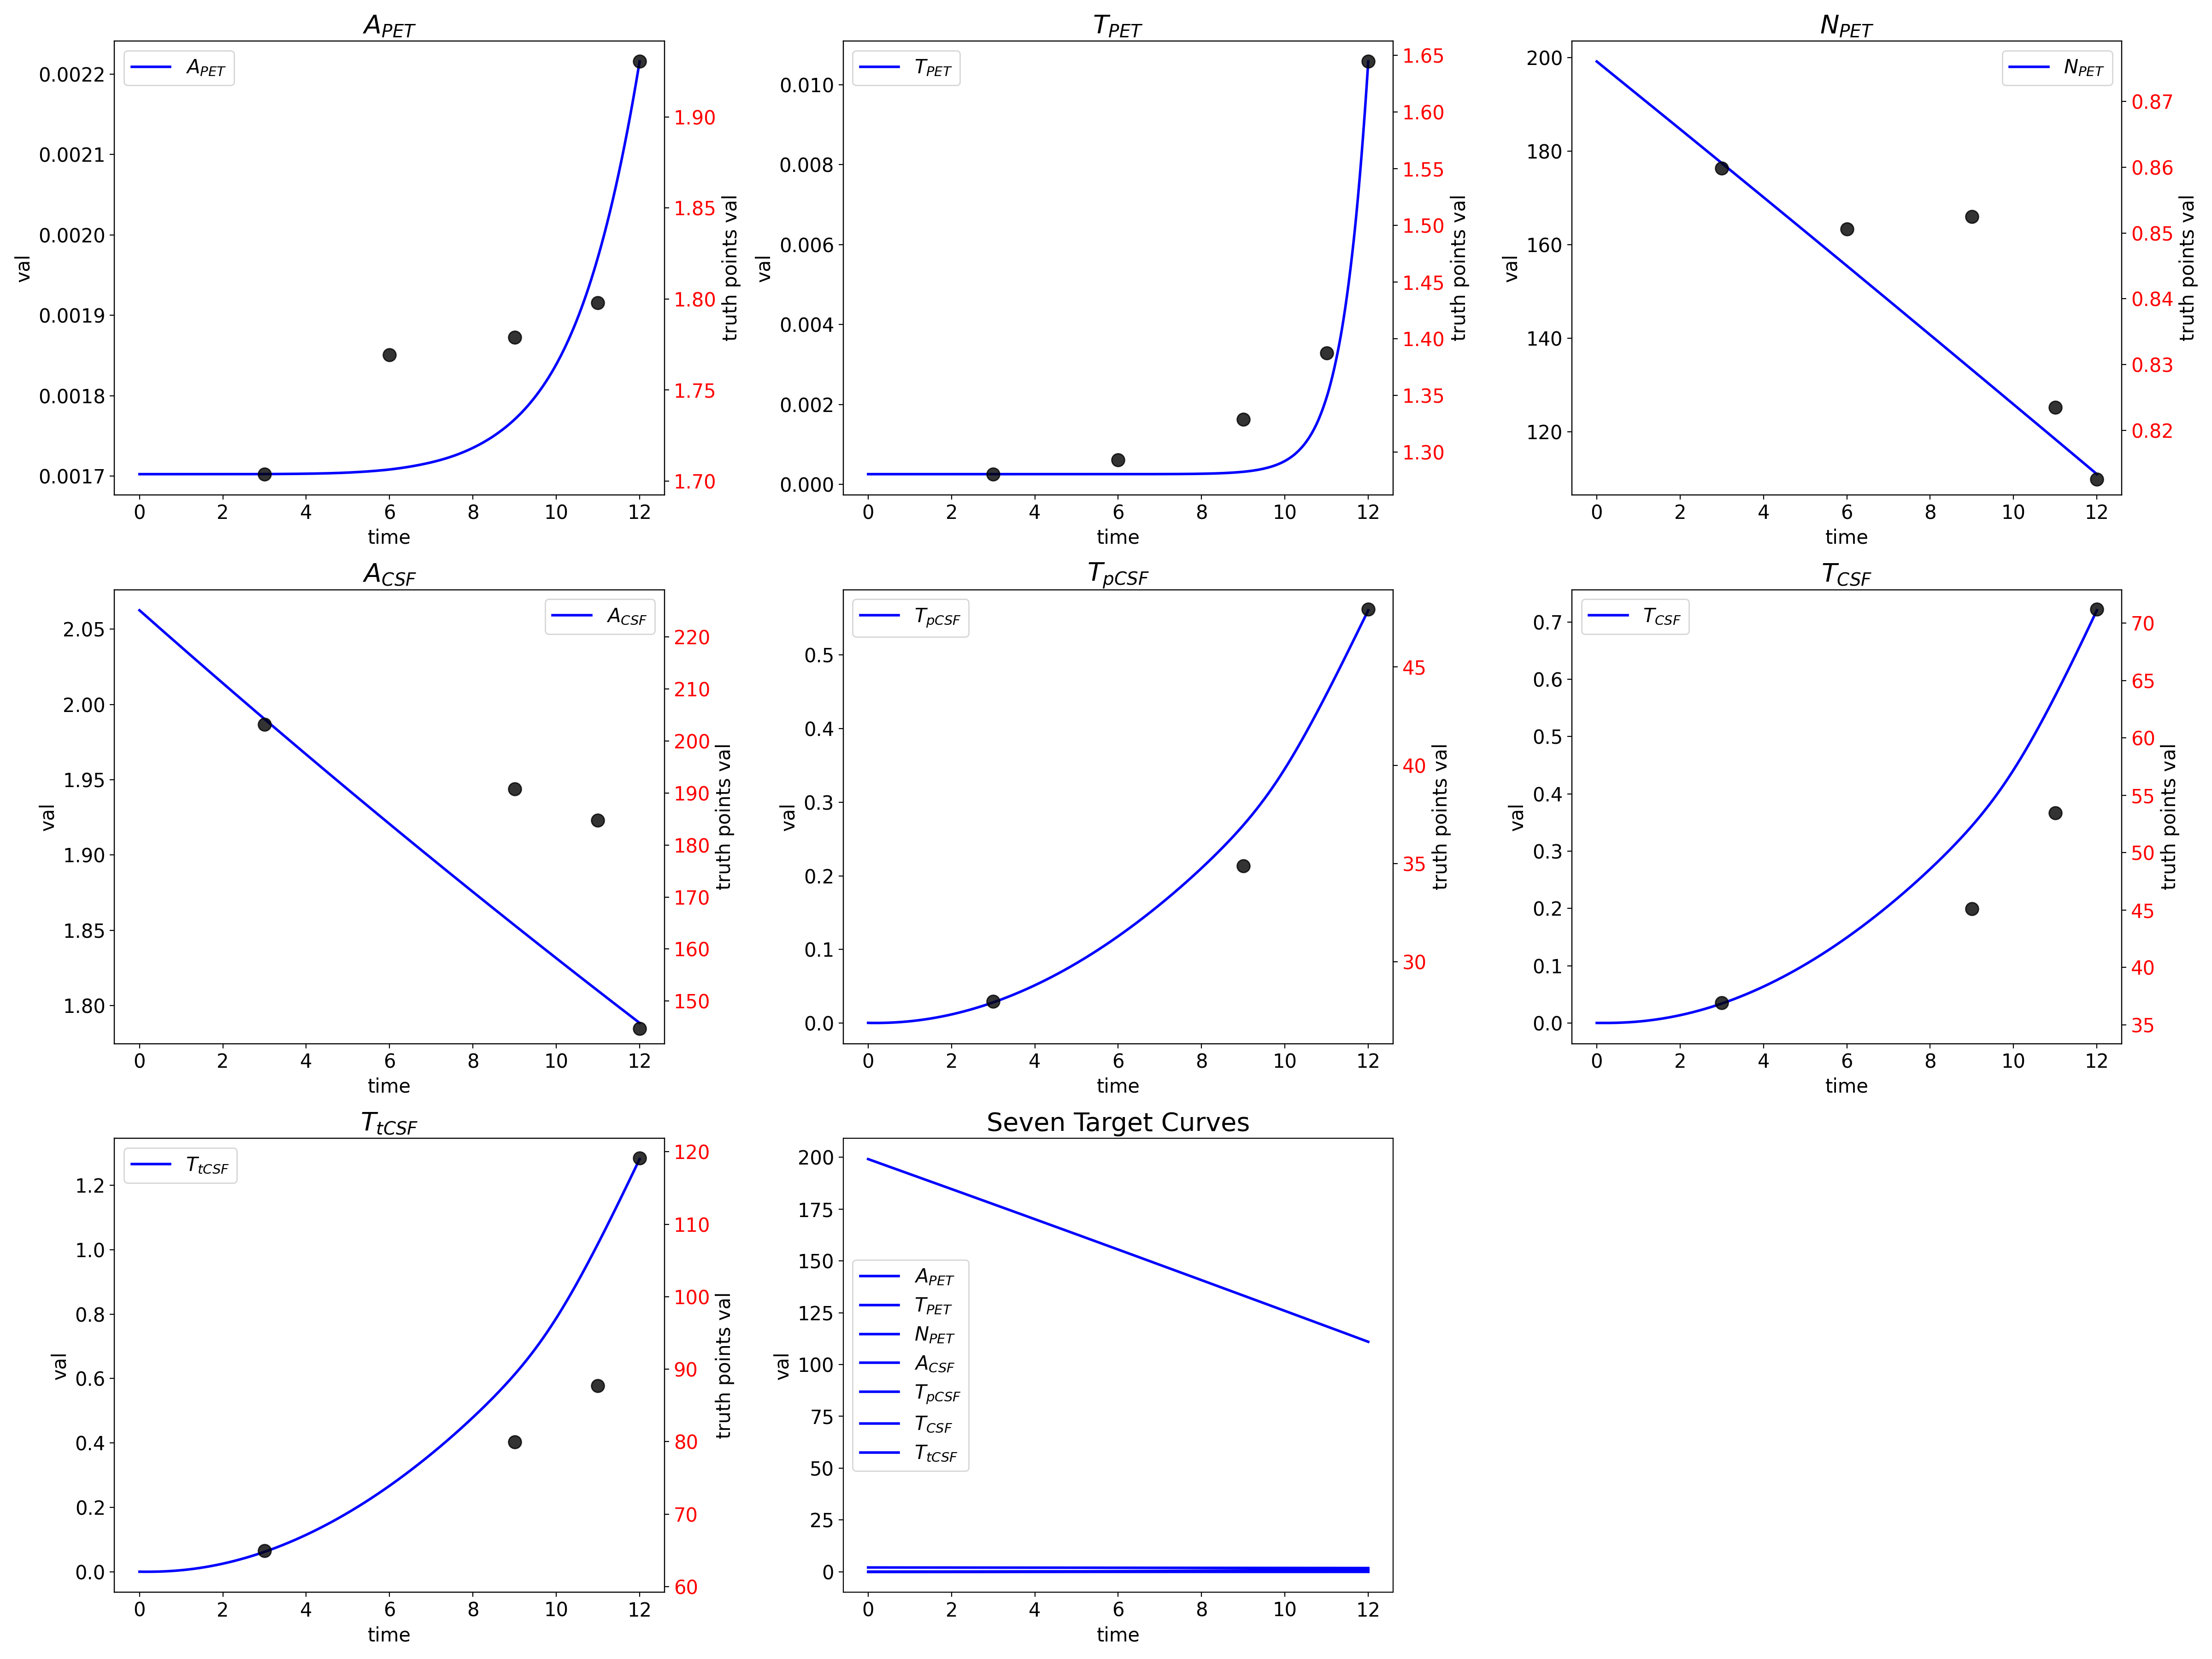 A_PET
A_PET
0.0022
0.0021
0.0020
0.0019
0.0018
0.0017
val
1.90
1.85
1.80
1.75
1.70
truth points val
0 2 4 6 8 10 12
time
T_PET
T_PET
0.010
0.008
0.006
0.004
0.002
0.000
val
1.65
1.60
1.55
1.50
1.45
1.40
1.35
1.30
truth points val
0 2 4 6 8 10 12
time
N_PET
N_PET
200
180
160
140
120
val
0.87
0.86
0.85
0.84
0.83
0.82
truth points val
0 2 4 6 8 10 12
time
A_CSF
A_CSF
2.05
2.00
1.95
1.90
1.85
1.80
val
220
210
200
190
180
170
160
150
truth points val
0 2 4 6 8 10 12
time
T_pCSF
T_pCSF
0.5
0.4
0.3
0.2
0.1
0.0
val
45
40
35
30
truth points val
0 2 4 6 8 10 12
time
T_CSF
T_CSF
0.7
0.6
0.5
0.4
0.3
0.2
0.1
0.0
val
70
65
60
55
50
45
40
35
truth points val
0 2 4 6 8 10 12
time
T_tCSF
T_tCSF
1.2
1.0
0.8
0.6
0.4
0.2
0.0
val
120
110
100
90
80
70
60
truth points val
0 2 4 6 8 10 12
time
Seven Target Curves
200
175
150
125
100
75
50
25
0
val
A_PET
T_PET
N_PET
A_CSF
T_pCSF
T_CSF
T_tCSF
0 2 4 6 8 10 12
time